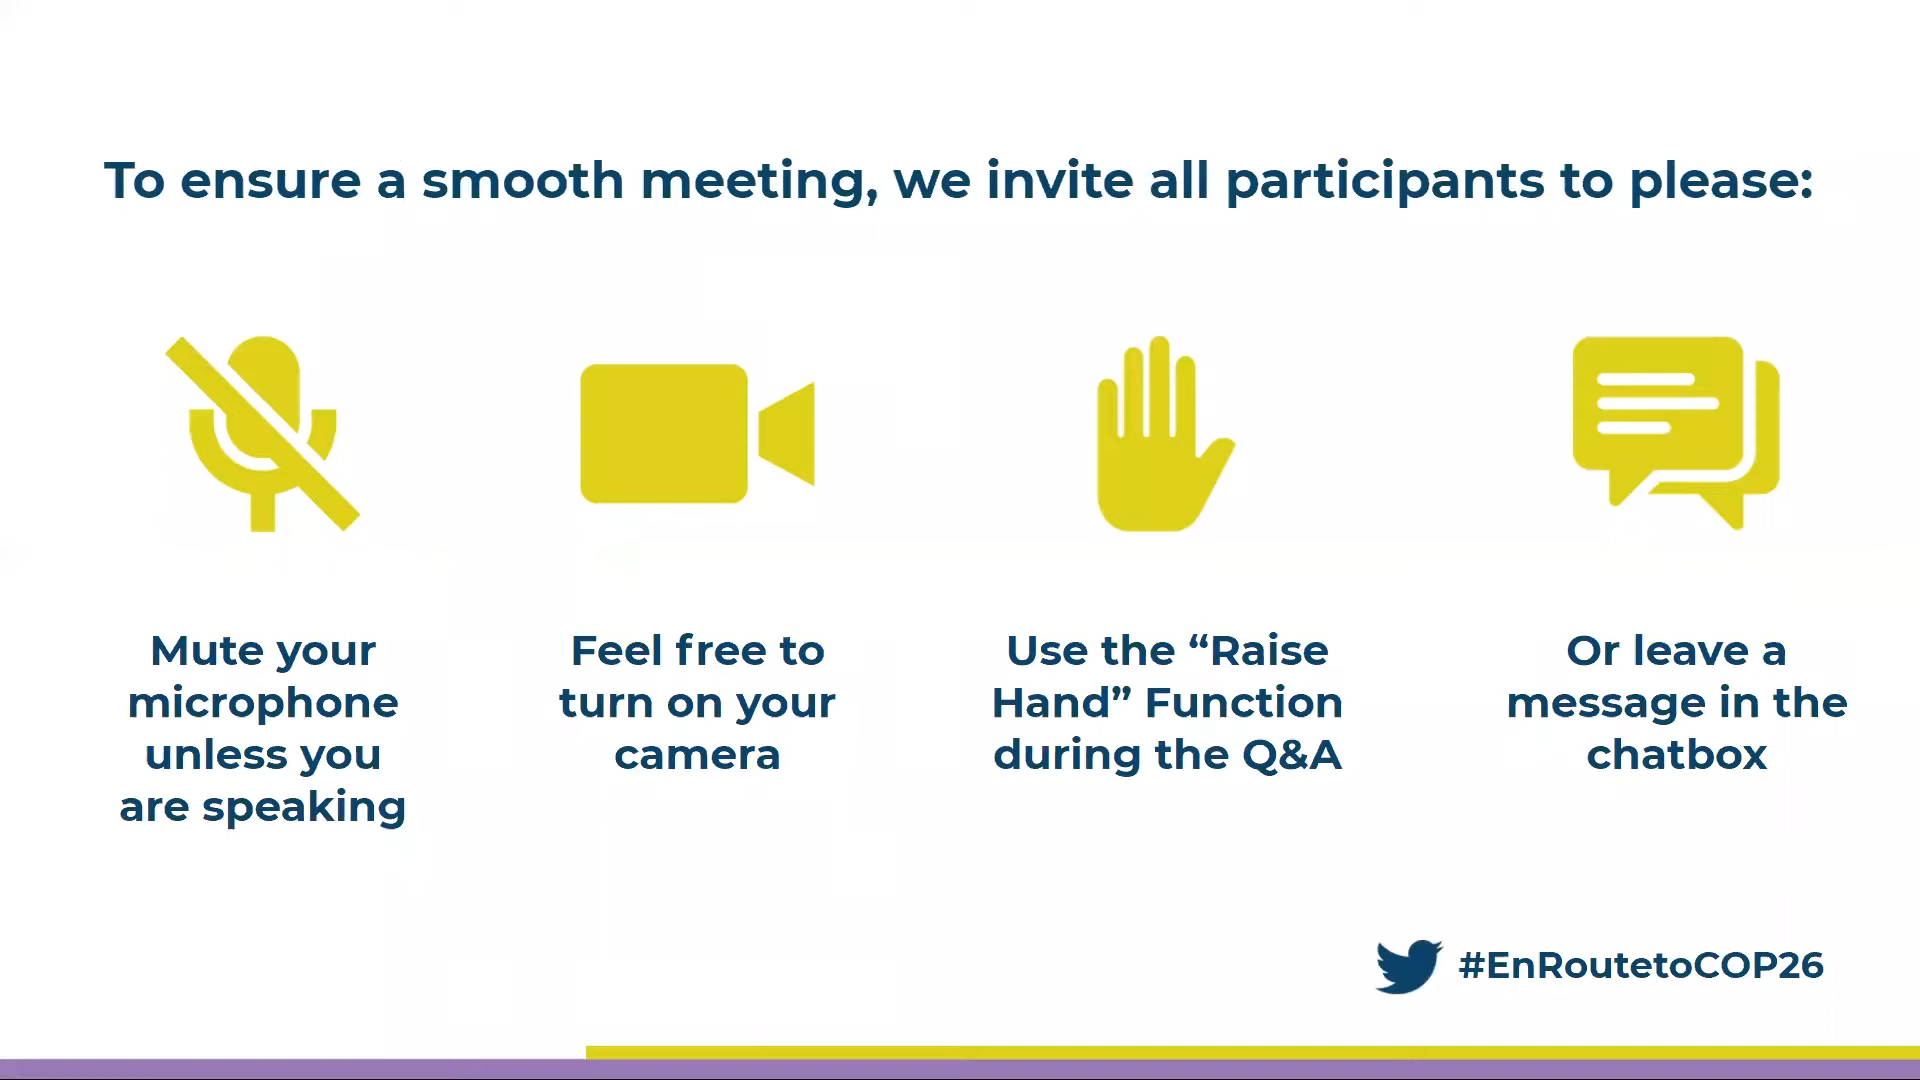 To ensure a smooth meeting, we invite all participants to please:
Mute your
microphone
unless you
are speaking
Feel free to
turn on your
camera
Use the “Raise
Hand” Function
during the Q&A
Or leave a
message in the
chatbox
#EnRoutetoCOP26